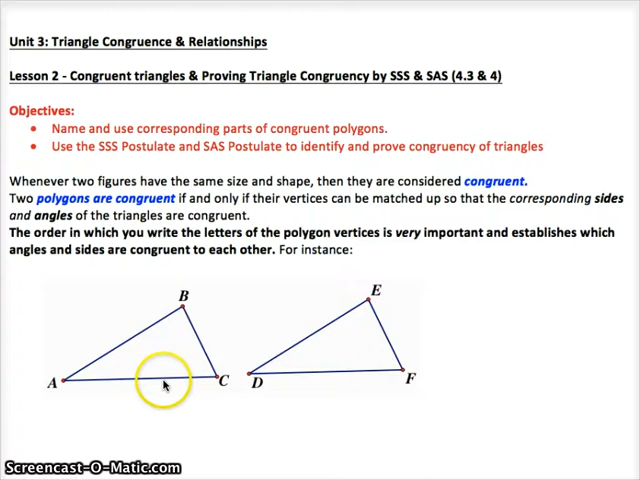 Unit 3: Triangle Congruence & Relationships
Lesson 2 - Congruent triangles & Proving Triangle Congruency by SSS & SAS (4.3 & 4)
Objectives:
• Name and use corresponding parts of congruent polygons.
• Use the SSS Postulate and SAS Postulate to identify and prove congruency of triangles
Whenever two figures have the same size and shape, then they are considered congruent.
Two polygons are congruent if and only if their vertices can be matched up so that the corresponding sides
and angles of the triangles are congruent.
The order in which you write the letters of the polygon vertices is very important and establishes which
angles and sides are congruent to each other. For instance:
B
E
A
C
D
F
Screencast-O-Matic.com